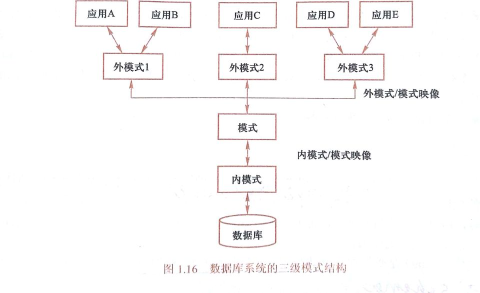 应用A 应用B 应用C 应用D 应用E
外模式1 外模式2 外模式3
外模式/模式映像
模式
内模式/模式映像
内模式
数据库
图 1.16 数据库系统的三级模式结构